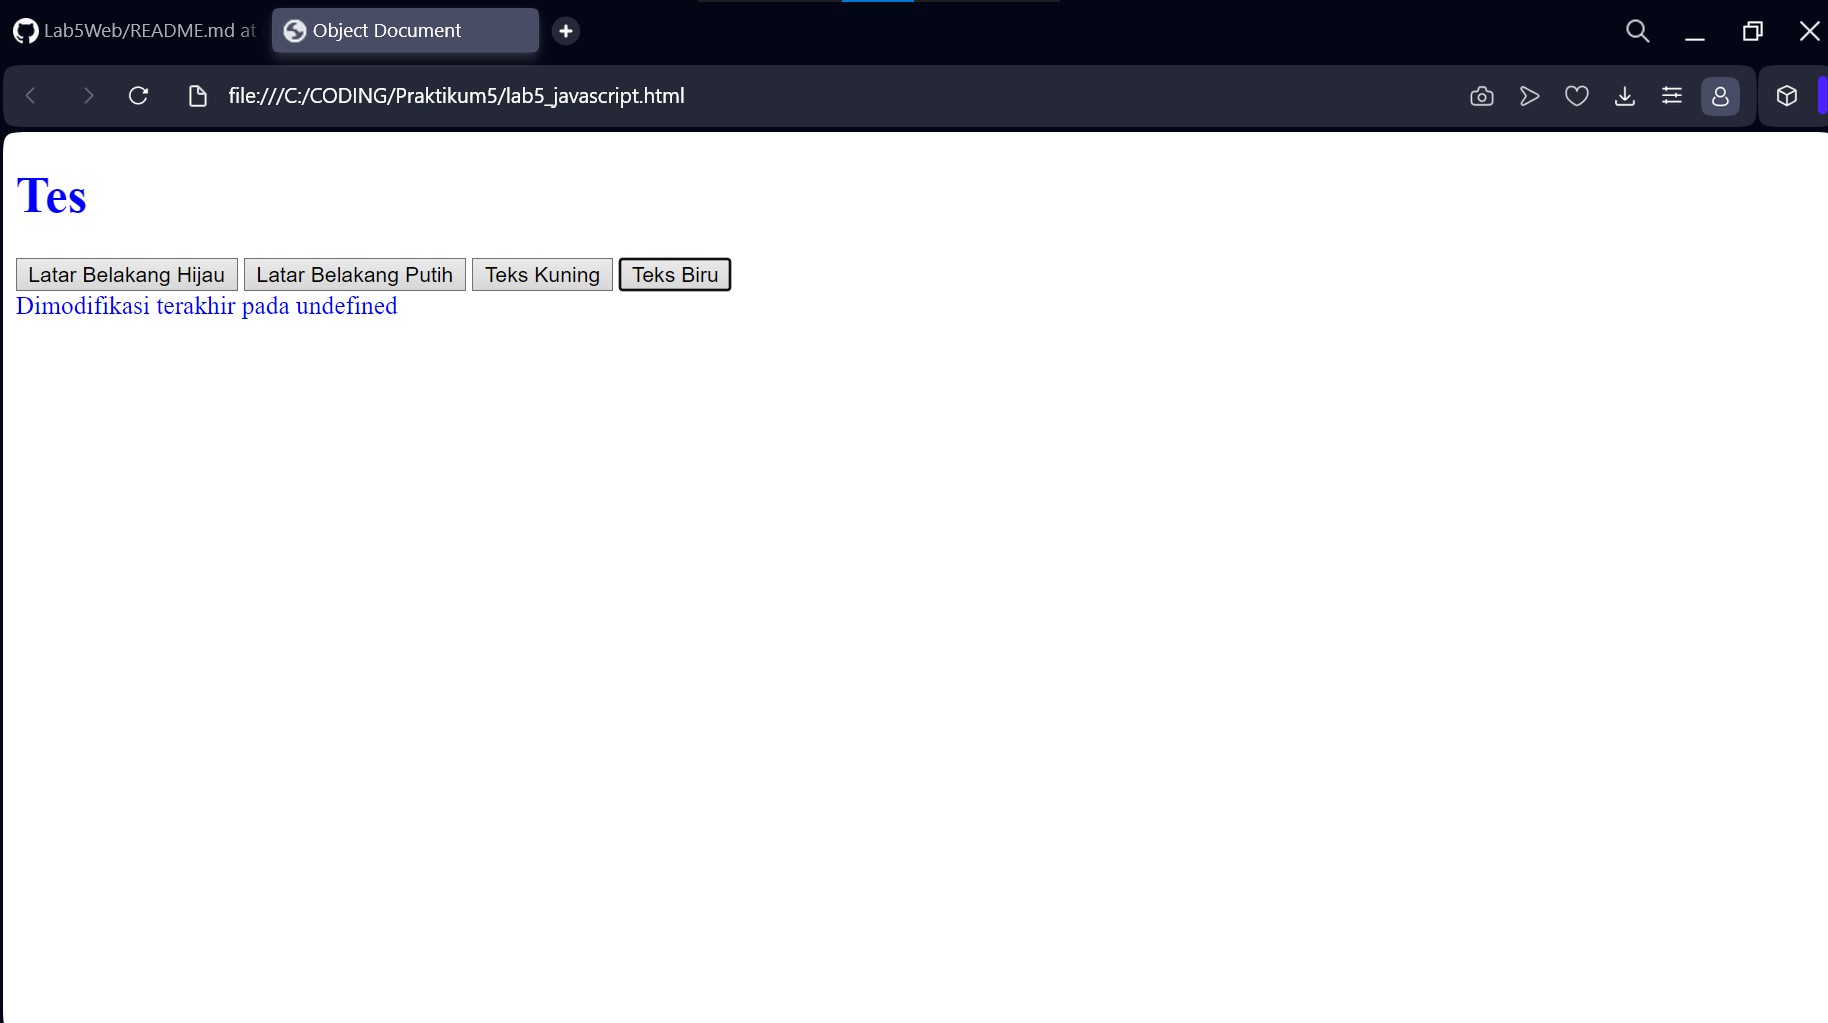 Lab5Web/README.md at
Object Document
file:///C:/CODING/Praktikum5/lab5_javascript.html
Tes
Latar Belakang Hijau Latar Belakang Putih Teks Kuning Teks Biru
Dimodifikasi terakhir pada undefined